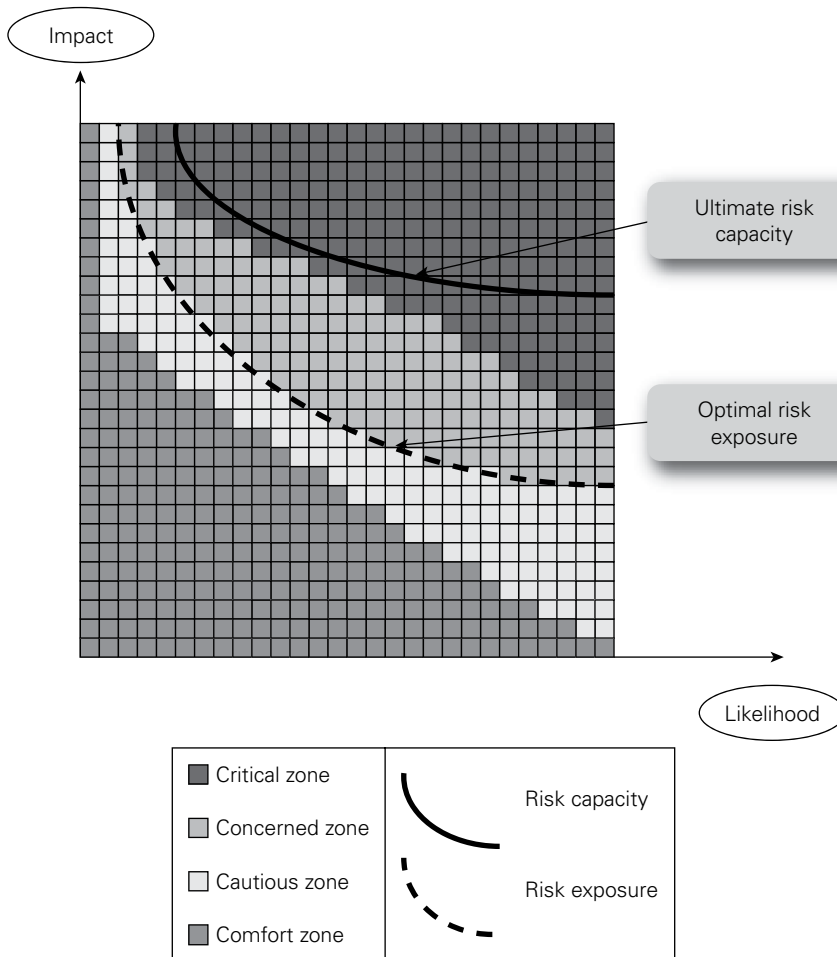 Impact
Ultimate risk
capacity
Optimal risk
exposure
Likelihood
Critical zone
Concerned zone
Cautious zone
Comfort zone
Risk capacity
Risk exposure